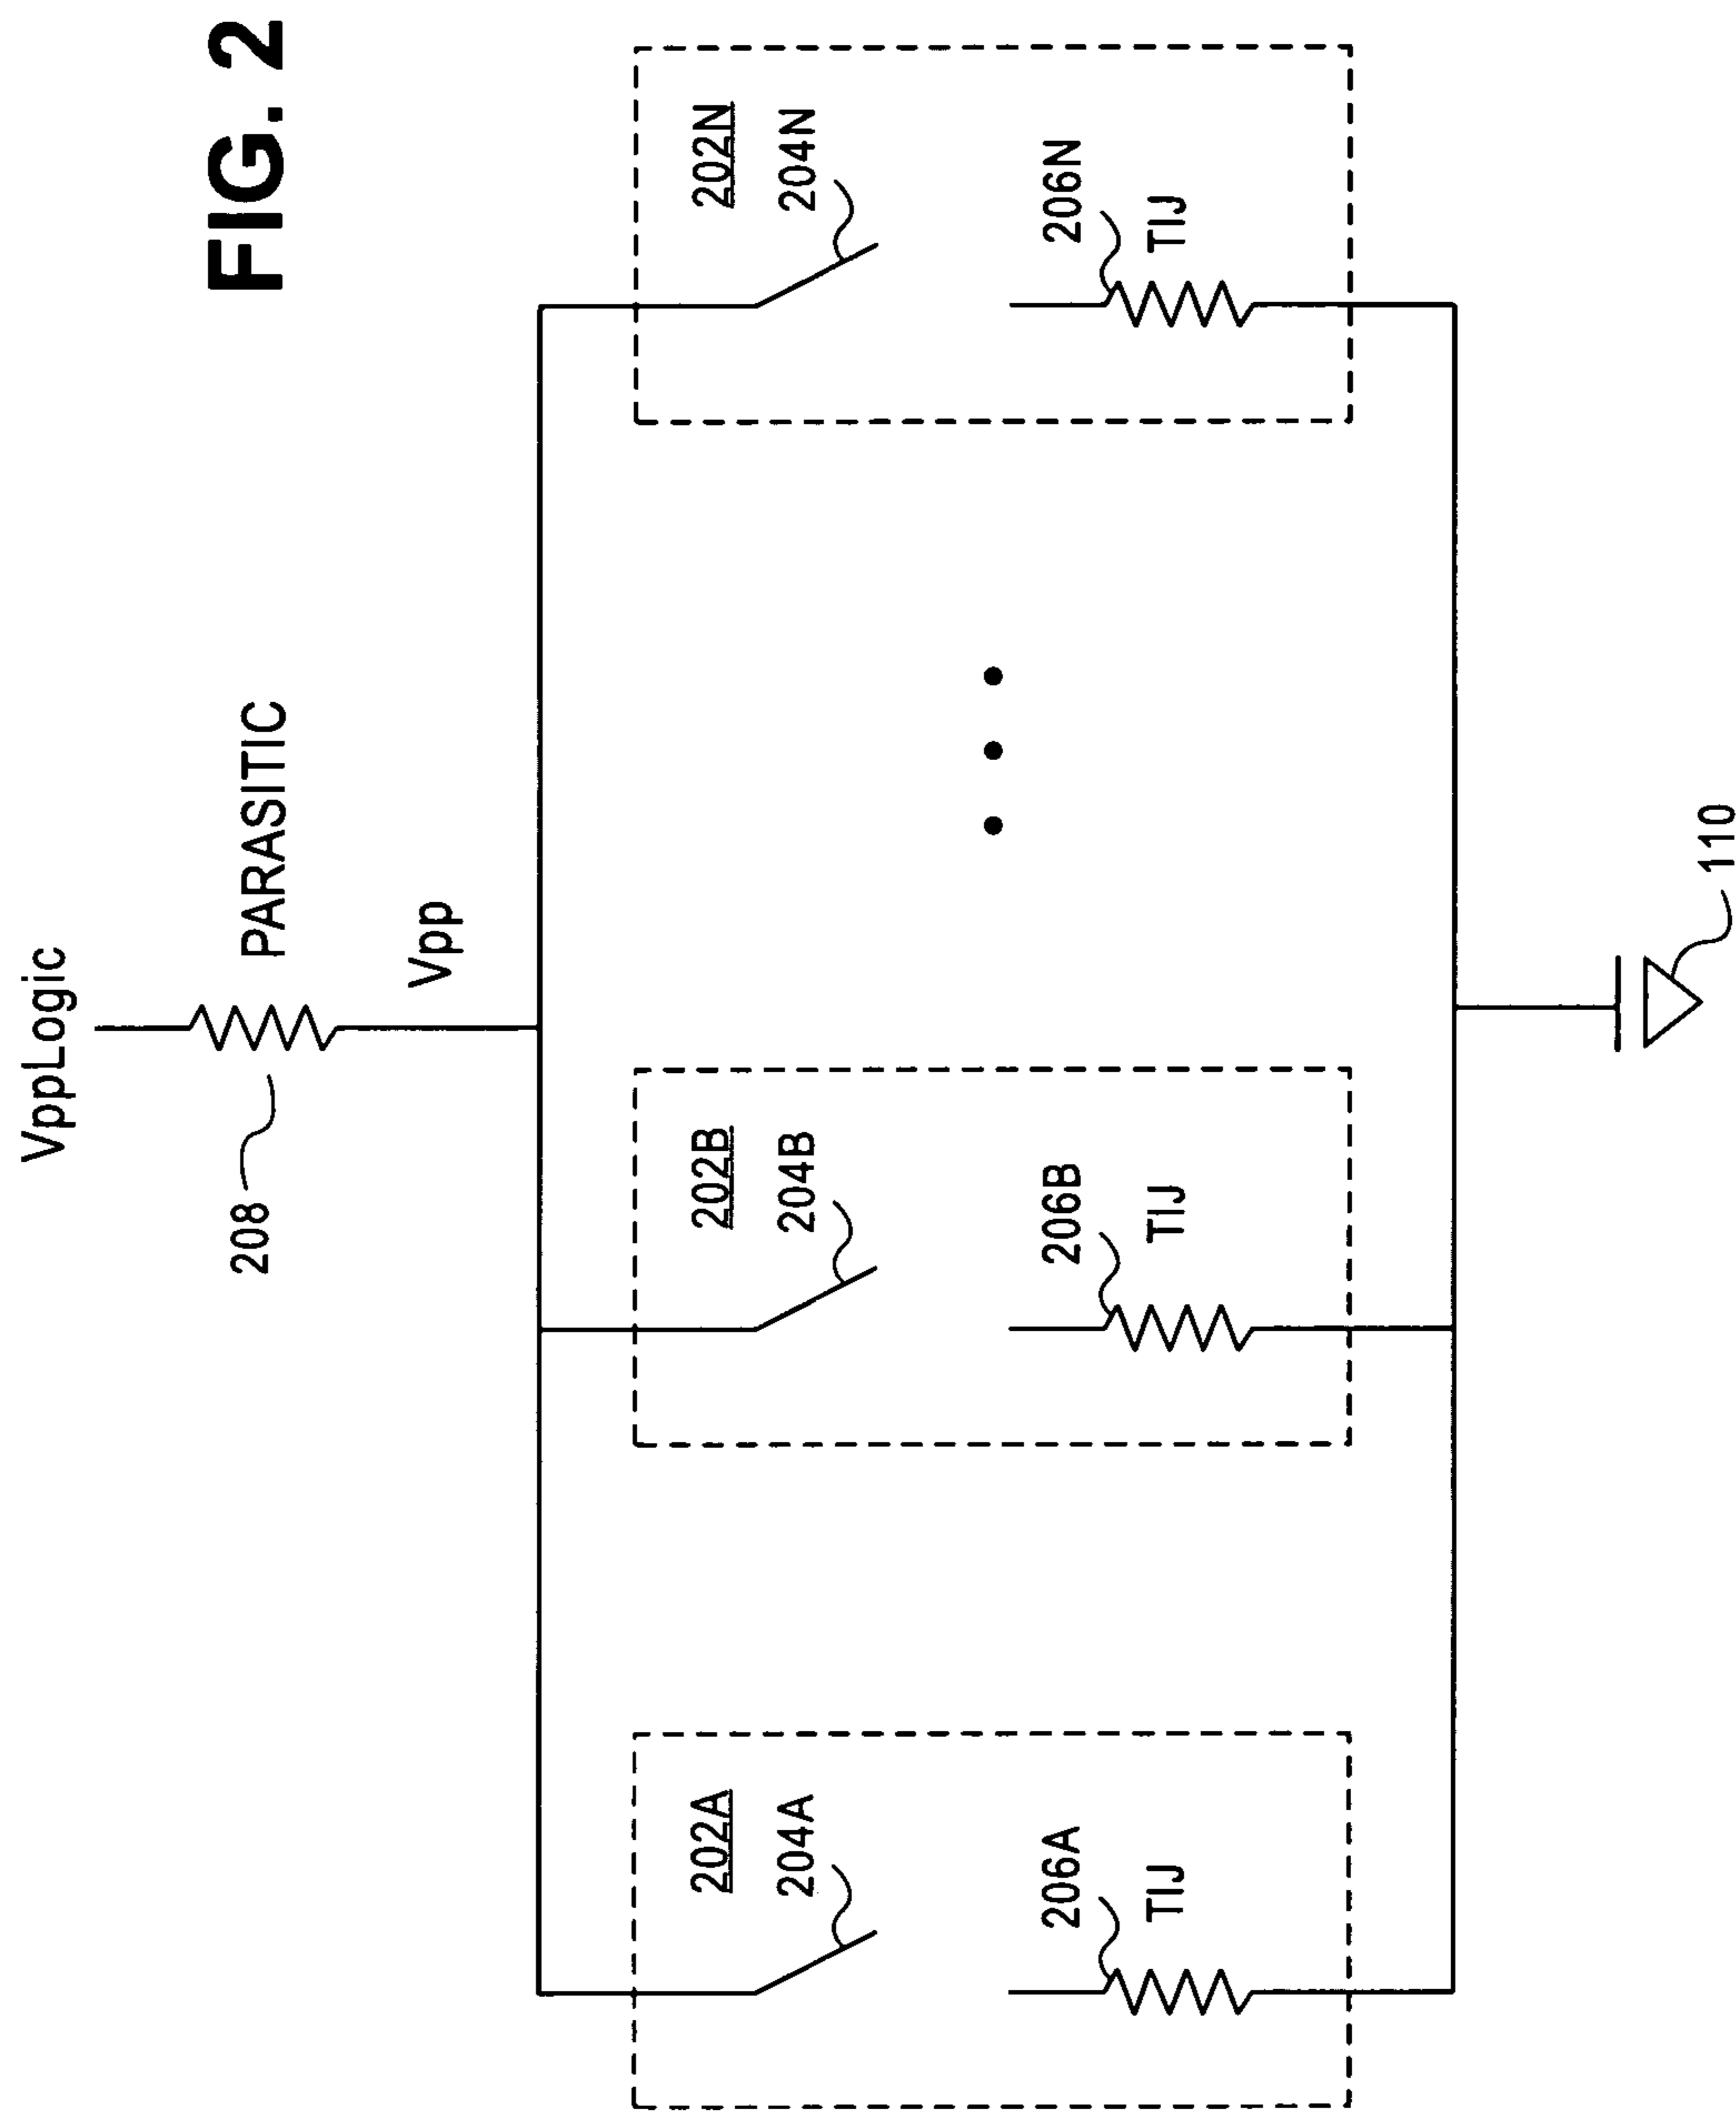 FIG. 2
VppLogic
208
PARASITIC
Vpp
202A
204A
206A
TIJ
202B
204B
206B
TIJ
202N
204N
206N
TIJ
110